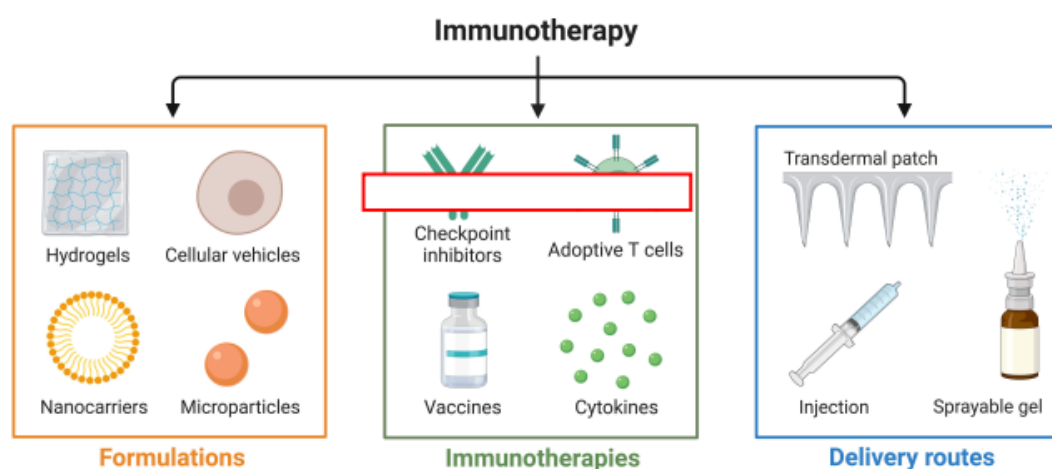 Immunotherapy
Hydrogels
Cellular vehicles
Nanocarriers
Microparticles
Formulations
Checkpoint
inhibitors
Adoptive T cells
Vaccines
Cytokines
Immunotherapies
Transdermal patch
Injection
Sprayable gel
Delivery routes